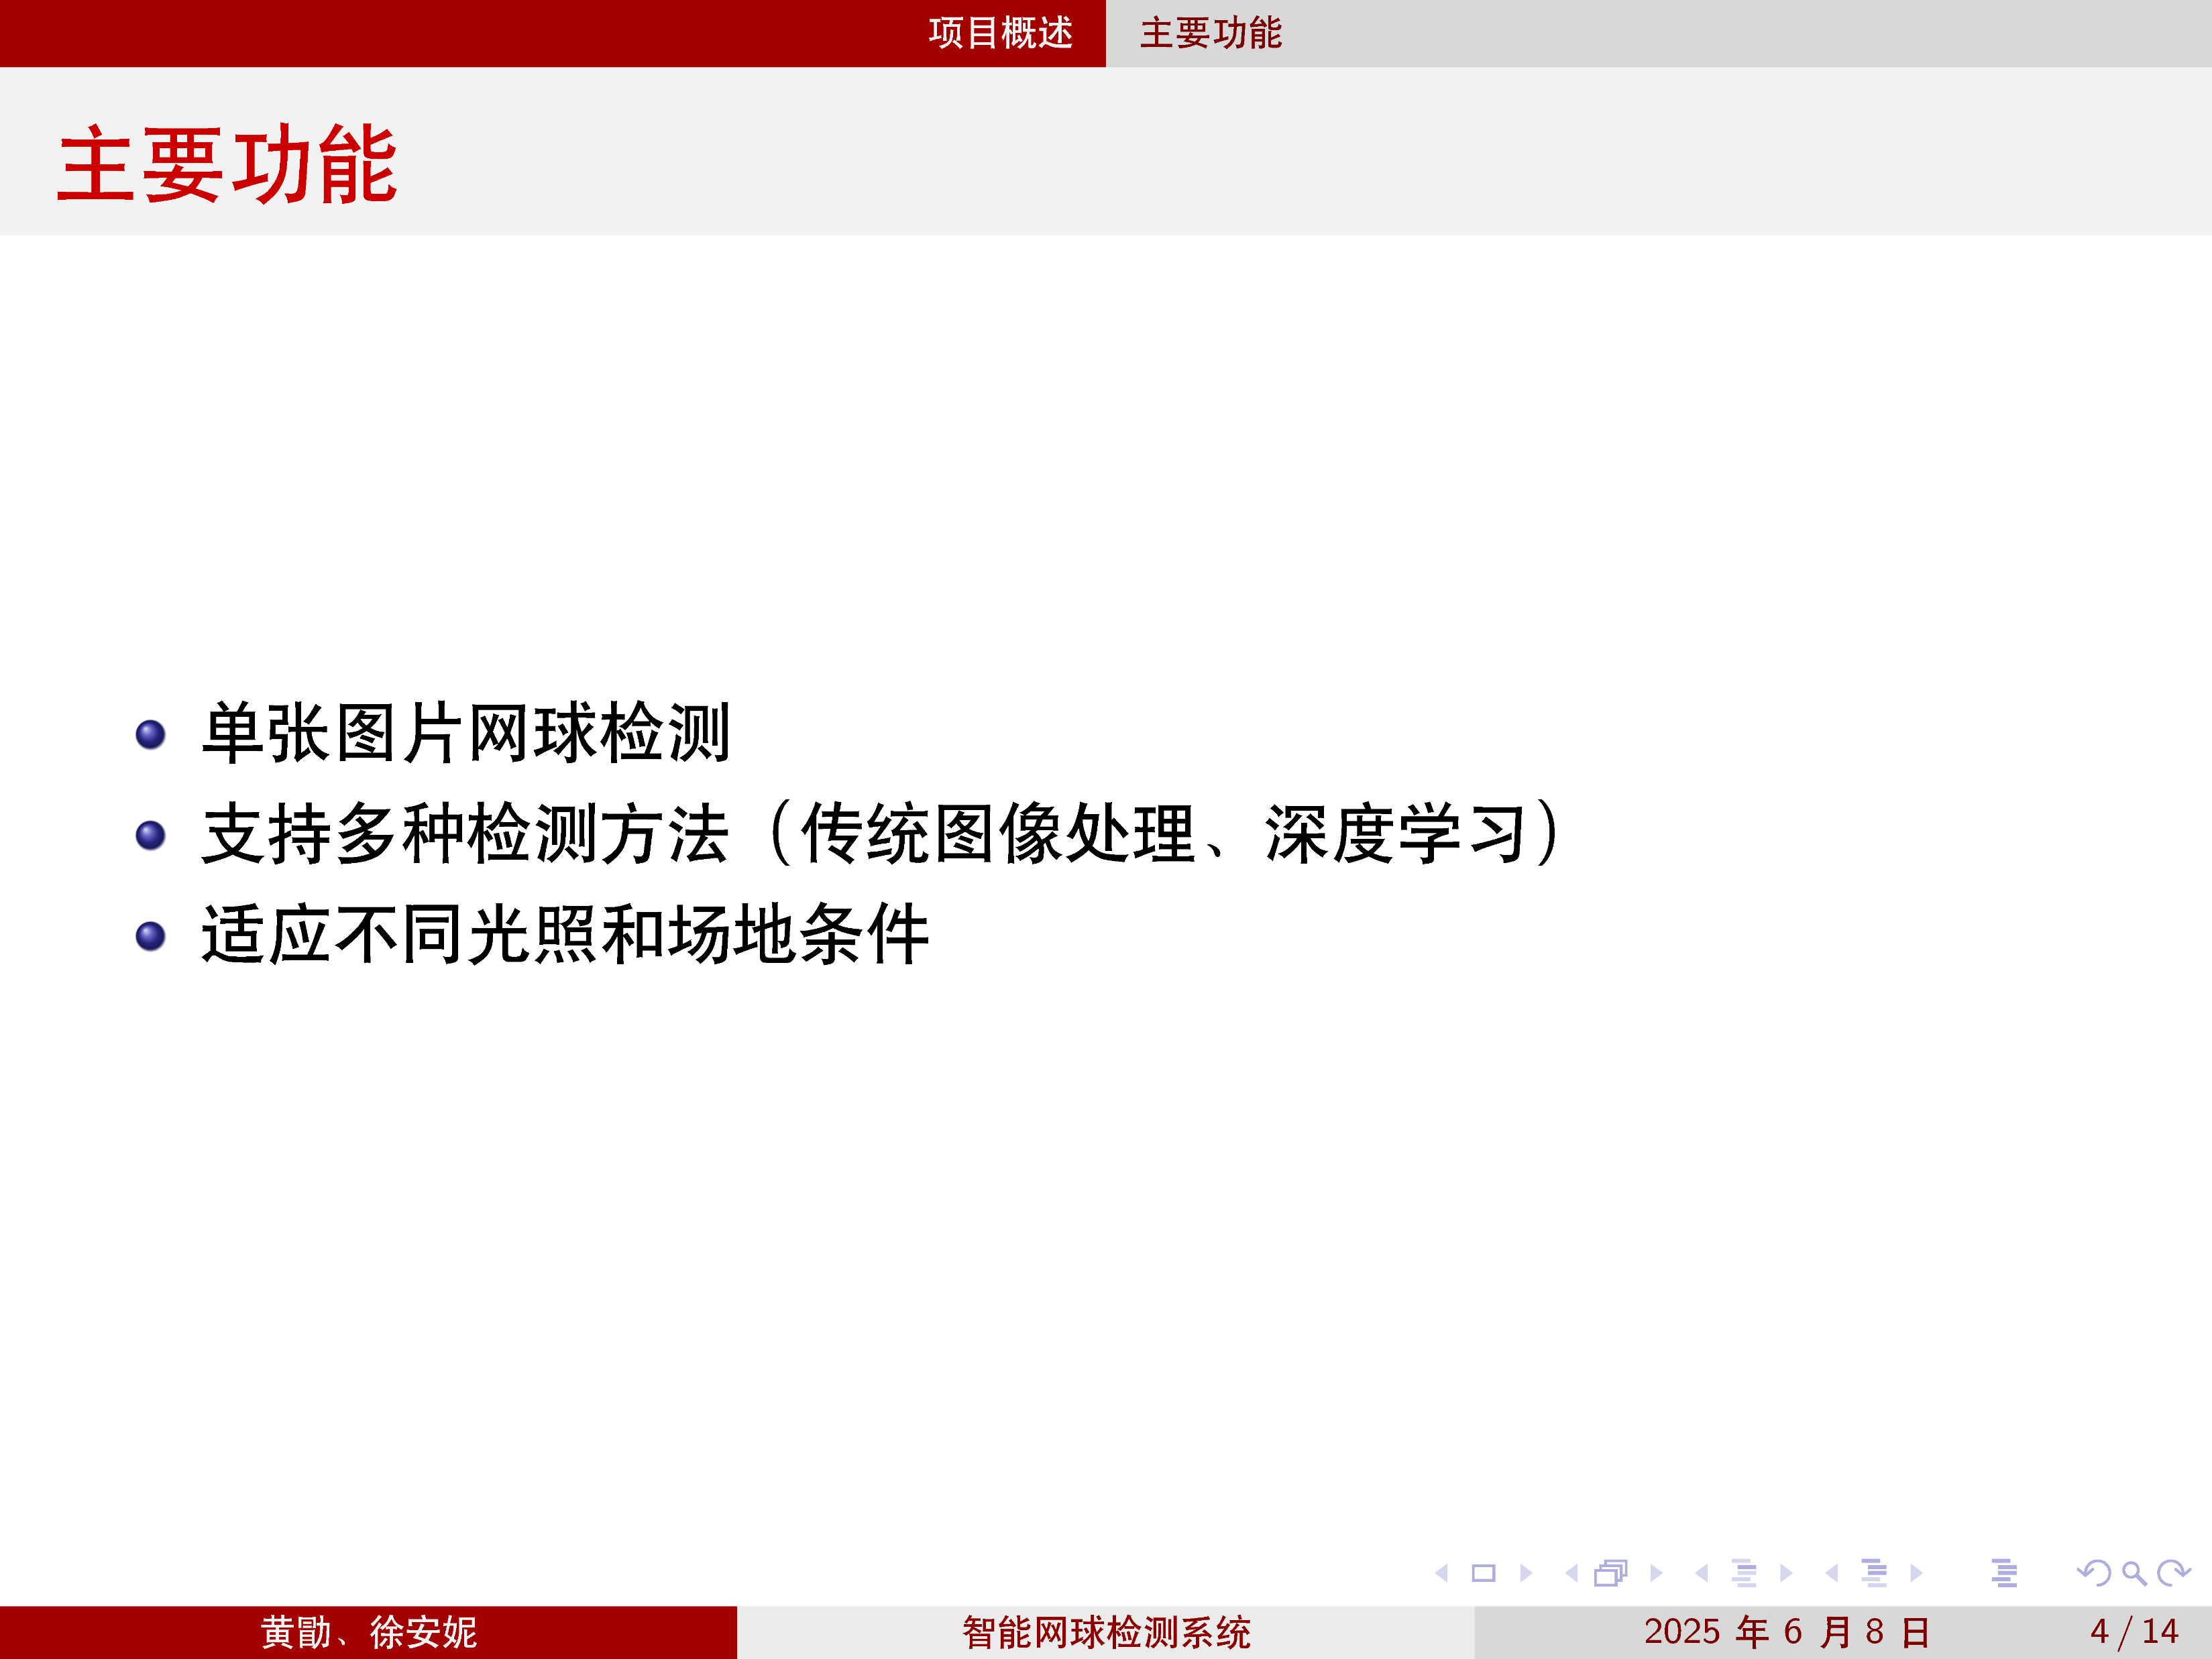 项目概述 主要功能
主要功能
单张图片网球检测
支持多种检测方法（传统图像处理、深度学习）
适应不同光照和场地条件
黄勖、徐安妮 智能网球检测系统 2025 年 6 月 8 日 4 / 14